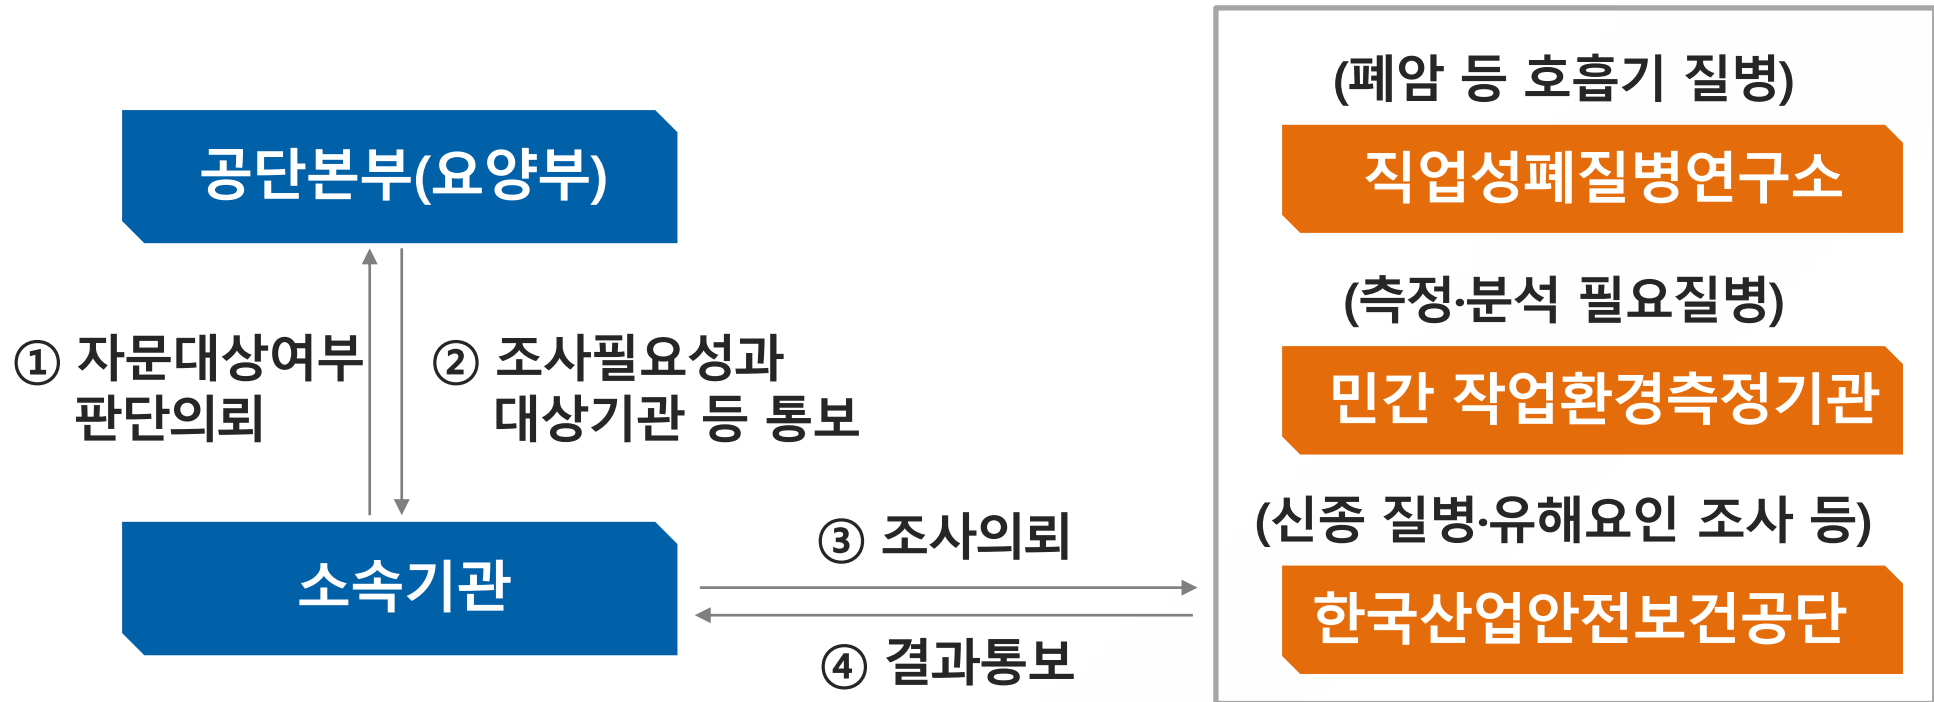 공단본부(요양부)
① 자문대상여부
판단의뢰
② 조사필요성과
대상기관 등 통보
소속기관
③ 조사의뢰
④ 결과통보
(폐암 등 호흡기 질병)
직업성폐질병연구소
(측정·분석 필요질병)
민간 작업환경측정기관
(신종 질병·유해요인 조사 등)
한국산업안전보건공단